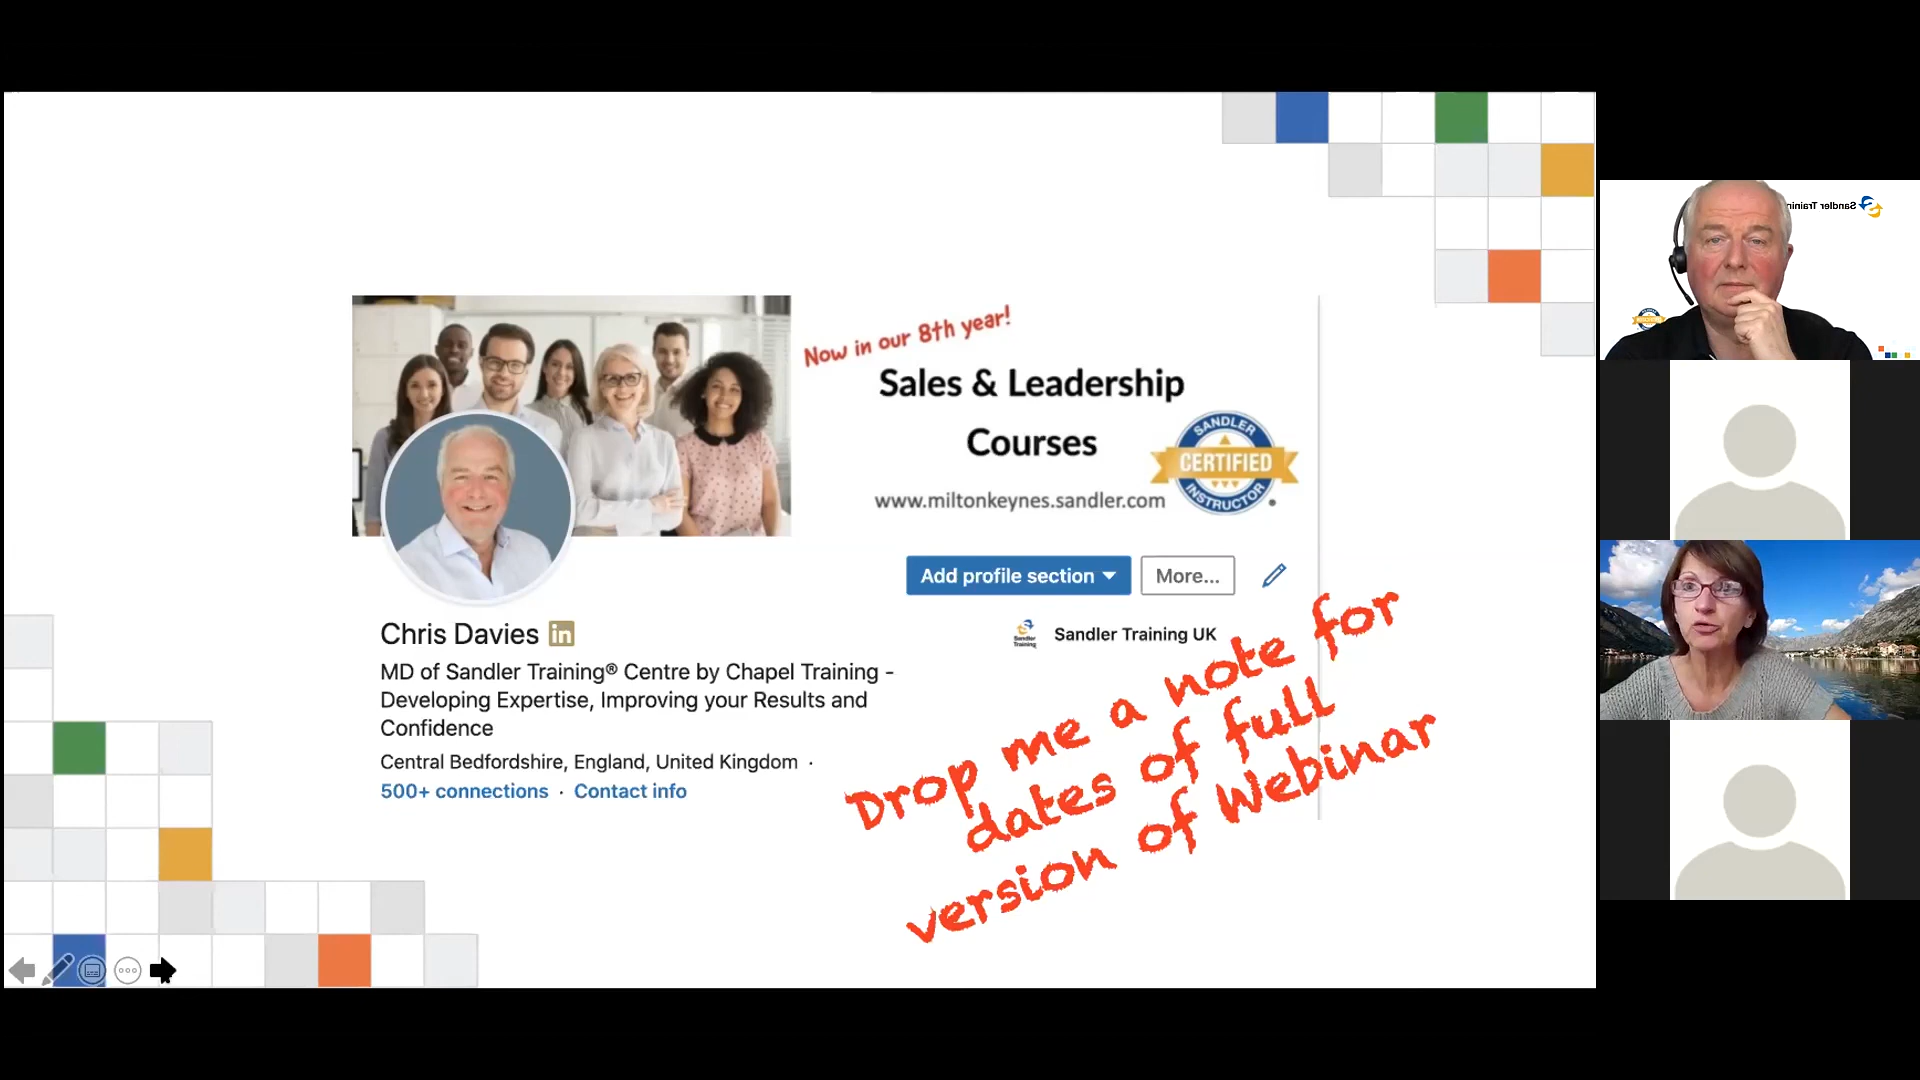 Now in our 8th year!
Sales & Leadership
Courses
SANDLER
CERTIFIED
INSTRUCTOR
www.miltonkeynes.sandler.com
Add profile section
More...
Chris Davies in
Sandler Training
Sandler Training UK
MD of Sandler Training® Centre by Chapel Training -
Developing Expertise, Improving your Results and
Confidence
Central Bedfordshire, England, United Kingdom ·
500+ connections · Contact info
Drop me a note for
dates of full
version of Webinar
Sandler Training